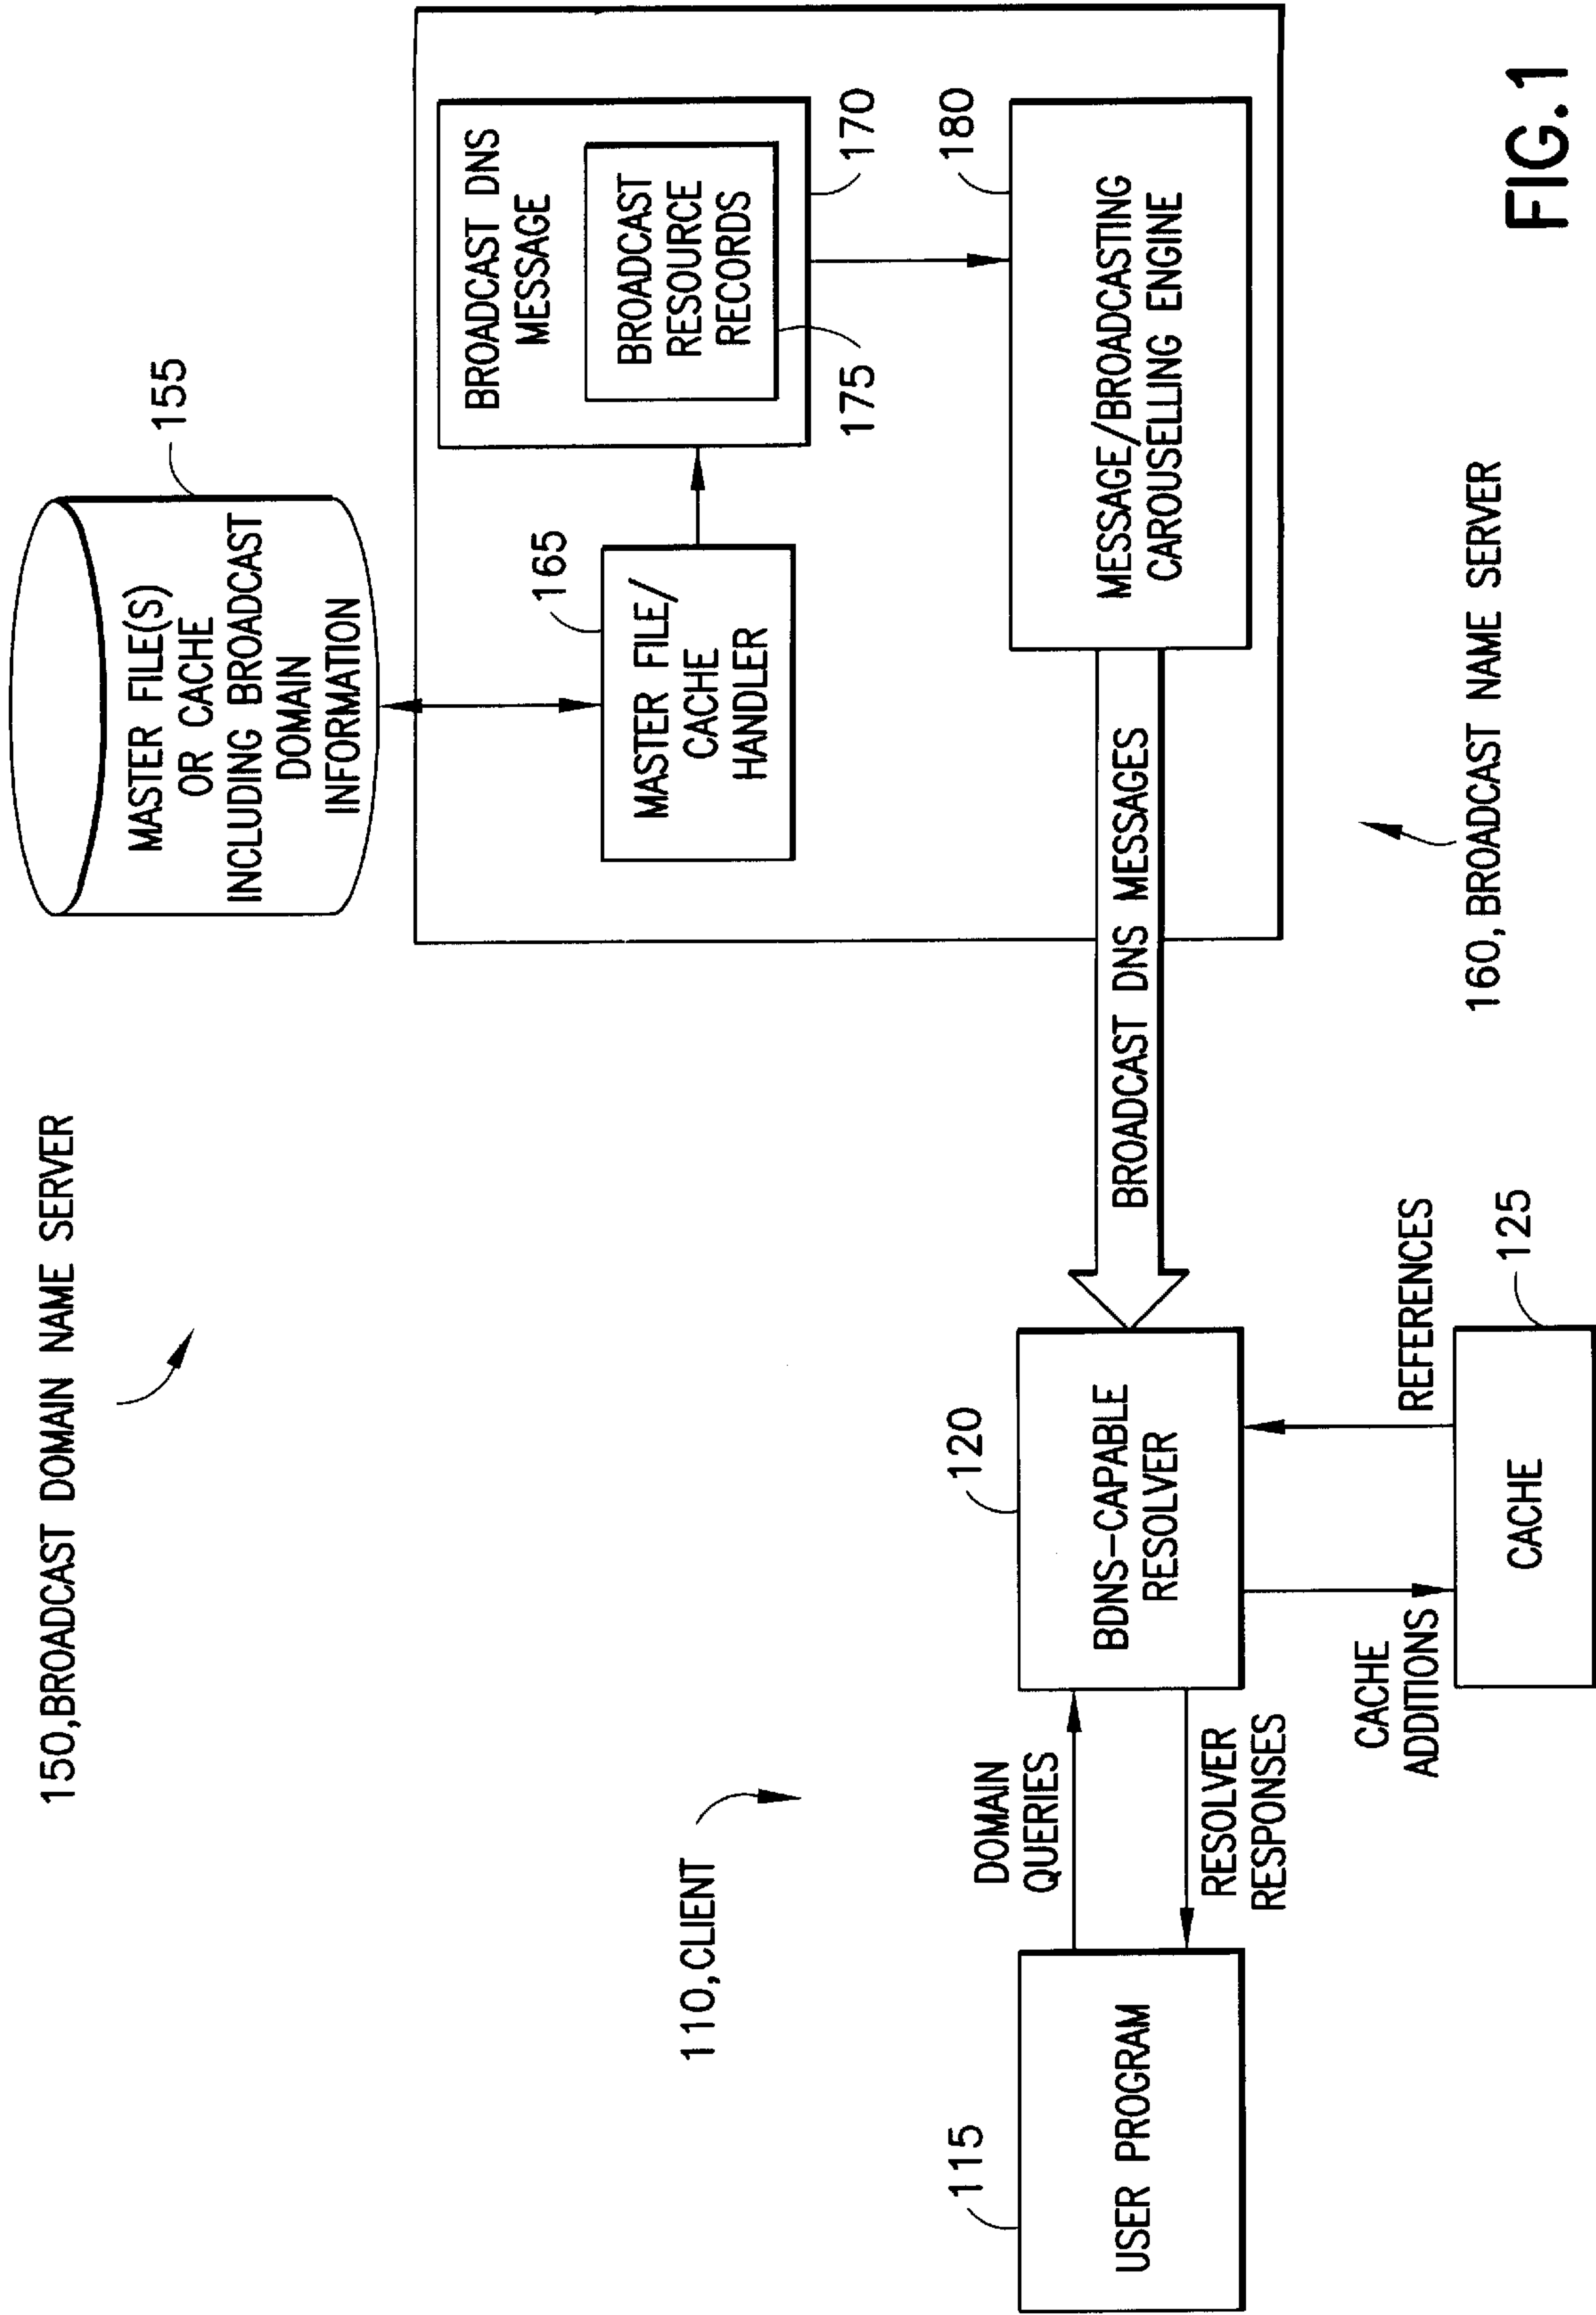 150,BROADCAST DOMAIN NAME SERVER
155
MASTER FILE(S)
OR CACHE
INCLUDING BROADCAST
DOMAIN
INFORMATION
165
MASTER FILE/
CACHE
HANDLER
BROADCAST DNS
MESSAGE
BROADCAST
RESOURCE
RECORDS
175
170
180
MESSAGE/BROADCASTING
CAROUSELLING ENGINE
BROADCAST DNS MESSAGES
160,BROADCAST NAME SERVER
110,CLIENT
115
USER PROGRAM
DOMAIN
QUERIES
RESOLVER
RESPONSES
120
BDNS-CAPABLE
RESOLVER
CACHE
ADDITIONS
REFERENCES
125
CACHE
FIG.1